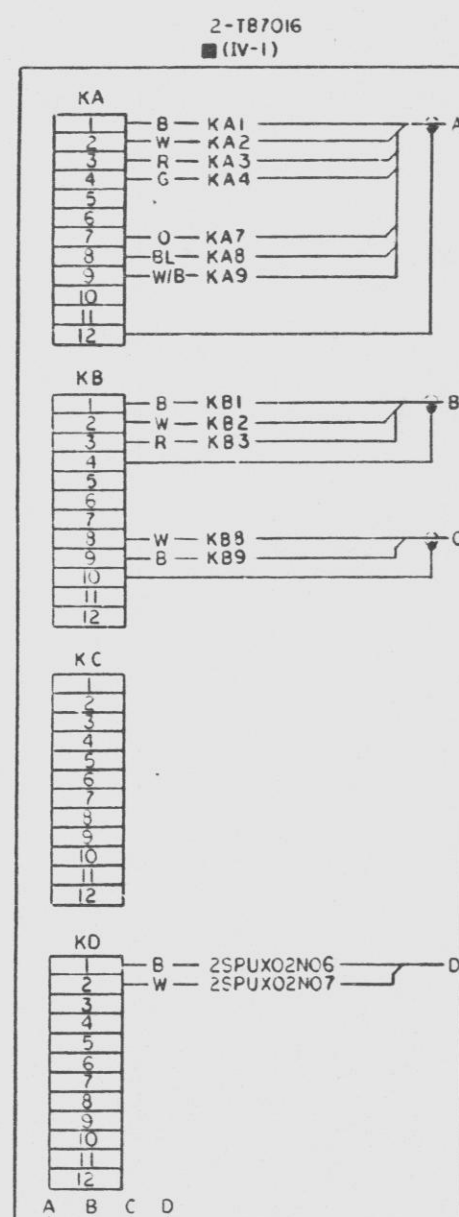 2-TB7016
■ (IV-1)
KA
1 B KA1 A
2 W KA2
3 R KA3
4 G KA4
5
6
7 O KA7
8 BL KA8
9 W/B KA9
10
11
12
KB
1 B KB1 B
2 W KB2
3 R KB3
4
5
6
7
8 W KB8 C
9 B KB9
10
11
12
KC
1
2
3
4
5
6
7
8
9
10
11
12
KD
1 B 2SPUX02N06 D
2 W 2SPUX02N07
3
4
5
6
7
8
9
10
11
12
A B C D